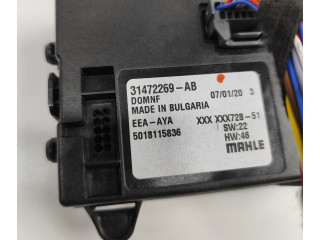 31472269-AB
DOMNF 07/01/20 3
MADE IN BULGARIA
EEA-AYA XXX XXX728-51
5018115836 SW:22
HW:46
MAHLE